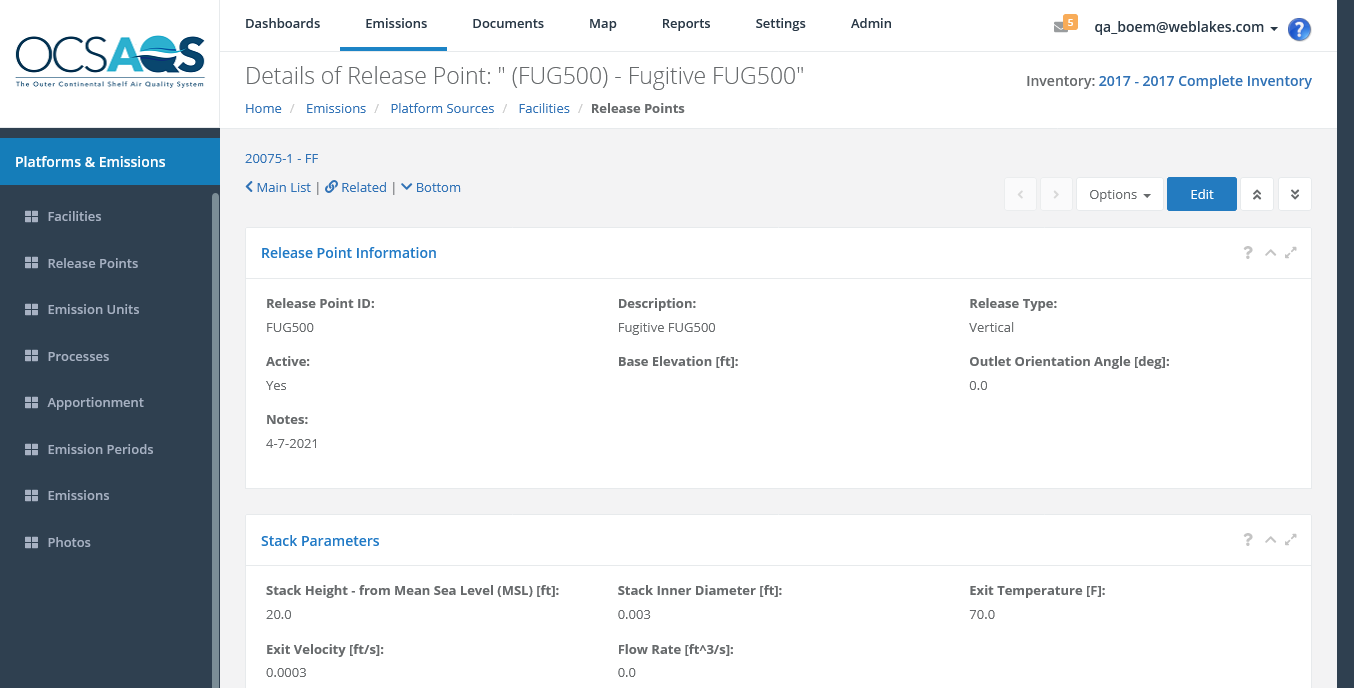 OCSAQS
The Outer Continental Shelf Air Quality System
Dashboards Emissions Documents Map Reports Settings Admin
5 qa_boem@weblakes.com ?
Details of Release Point: " (FUG500) - Fugitive FUG500"
Inventory: 2017 - 2017 Complete Inventory
Home / Emissions / Platform Sources / Facilities / Release Points
Platforms & Emissions
Facilities
Release Points
Emission Units
Processes
Apportionment
Emission Periods
Emissions
Photos
20075-1 - FF
Main List | Related | Bottom
Options Edit
Release Point Information ?
Release Point ID: Description: Release Type:
FUG500 Fugitive FUG500 Vertical
Active: Base Elevation [ft]: Outlet Orientation Angle [deg]:
Yes 0.0
Notes:
4-7-2021
Stack Parameters ?
Stack Height - from Mean Sea Level (MSL) [ft]: Stack Inner Diameter [ft]: Exit Temperature [F]:
20.0 0.003 70.0
Exit Velocity [ft/s]: Flow Rate [ft^3/s]:
0.0003 0.0